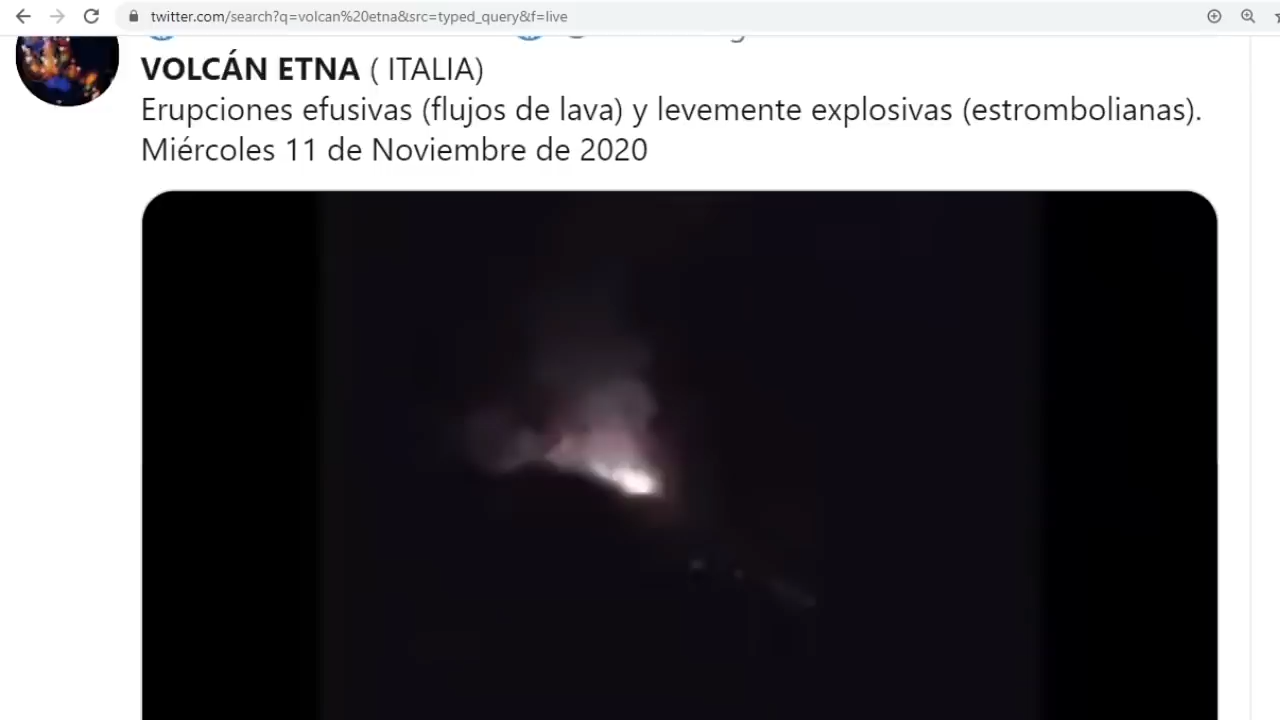 twitter.com/search?q=volcan%20etna&src=typed_query&f=live
VOLCÁN ETNA ( ITALIA)
Erupciones efusivas (flujos de lava) y levemente explosivas (estrombolianas).
Miércoles 11 de Noviembre de 2020